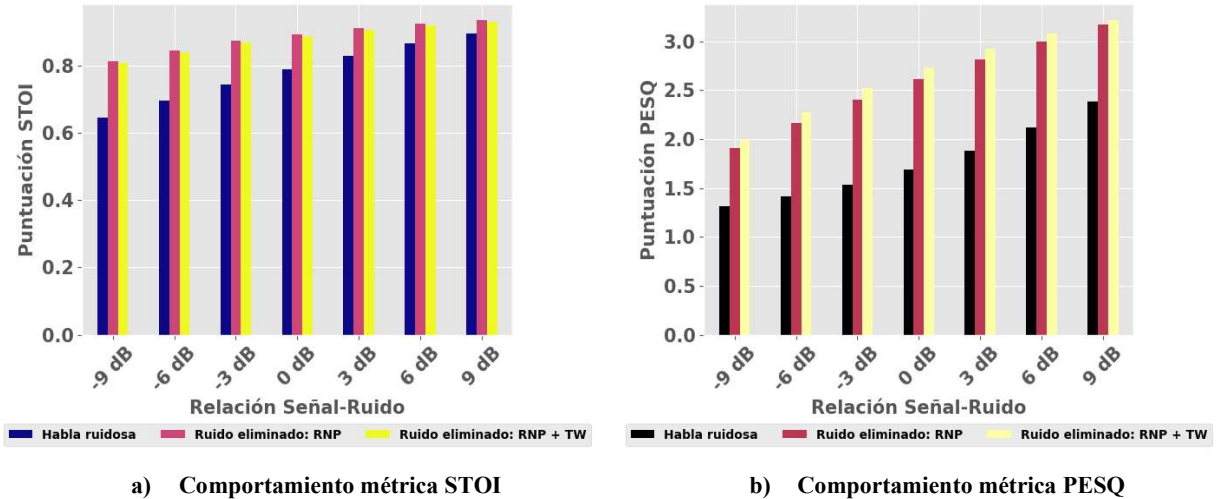 Puntuación STOI
0.8
0.6
0.4
0.2
0.0
-9 dB
-6 dB
-3 dB
0 dB
3 dB
6 dB
9 dB
Relación Señal-Ruido
Habla ruidosa
Ruido eliminado: RNP
Ruido eliminado: RNP + TW
a) Comportamiento métrica STOI
Puntuación PESQ
3.0
2.5
2.0
1.5
1.0
0.5
0.0
-9 dB
-6 dB
-3 dB
0 dB
3 dB
6 dB
9 dB
Relación Señal-Ruido
Habla ruidosa
Ruido eliminado: RNP
Ruido eliminado: RNP + TW
b) Comportamiento métrica PESQ